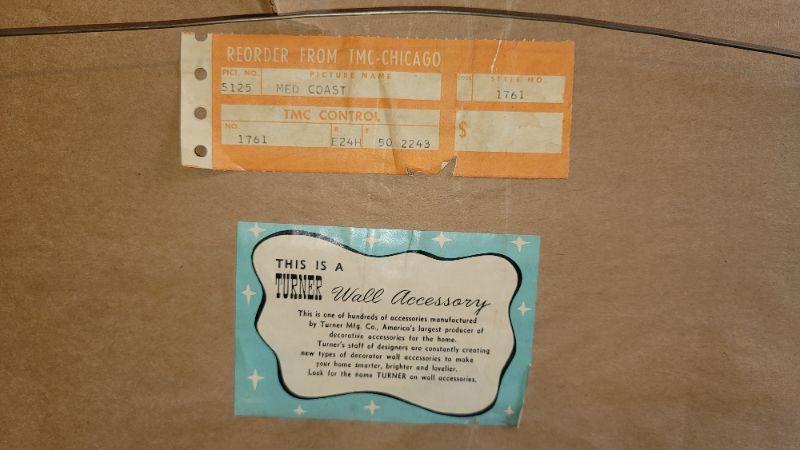 REORDER FROM TMC-CHICAGO
PICT. NO. PICTURE NAME STYLE NO
5125 MED COAST 1761
TMC CONTROL
NO. $
1761 E24H 50 2243
THIS IS A
TURNER Wall Accessory
This is one of hundreds of accessories manufactured
by Turner Mfg. Co., America's largest producer of
decorative accessories for the home.
Turner's staff of designers are constantly creating
new types of decorator wall accessories to make
your home smarter, brighter and lovelier.
Look for the name TURNER on wall accessories.